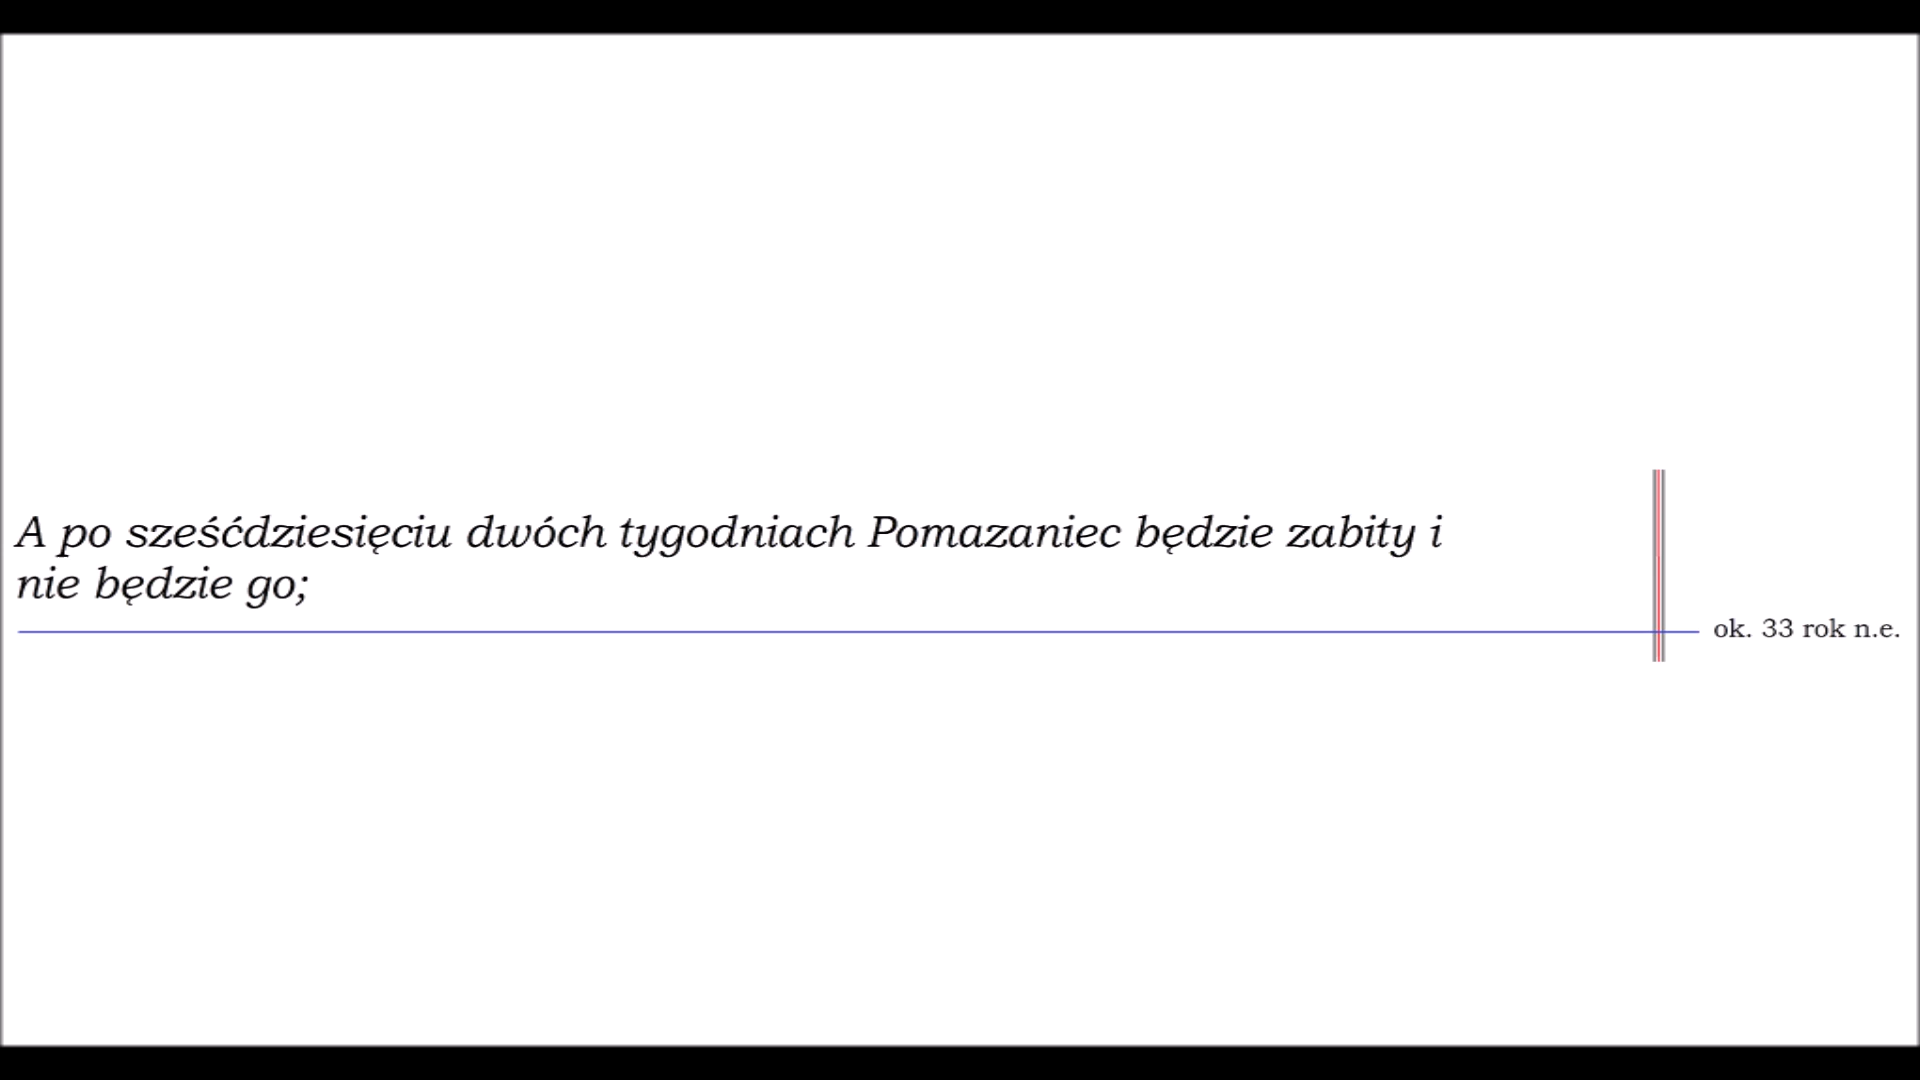 A po sześćdziesięciu dwóch tygodniach Pomazaniec będzie zabity i
nie będzie go;
ok. 33 rok n.e.